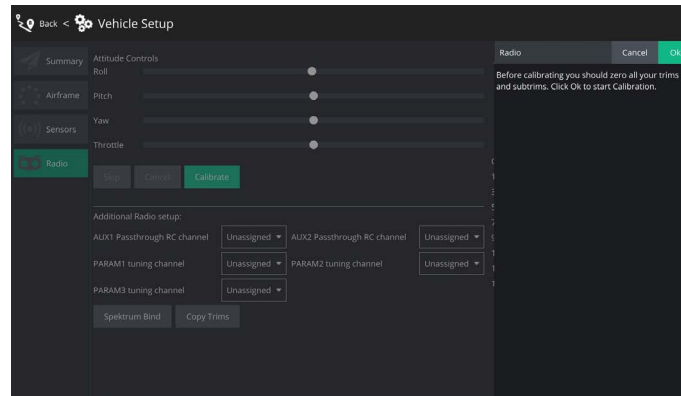 Back < Vehicle Setup
Radio Cancel Ok
Before calibrating you should zero all your trims
and subtrims. Click Ok to start Calibration.
Summary
Airframe
Sensors
Radio
Attitude Controls
Roll
Pitch
Yaw
Throttle
Skip Cancel Calibrate
Additional Radio setup:
AUX1 Passthrough RC channel Unassigned AUX2 Passthrough RC channel Unassigned
PARAM1 tuning channel Unassigned PARAM2 tuning channel Unassigned
PARAM3 tuning channel Unassigned
Spektrum Bind Copy Trims